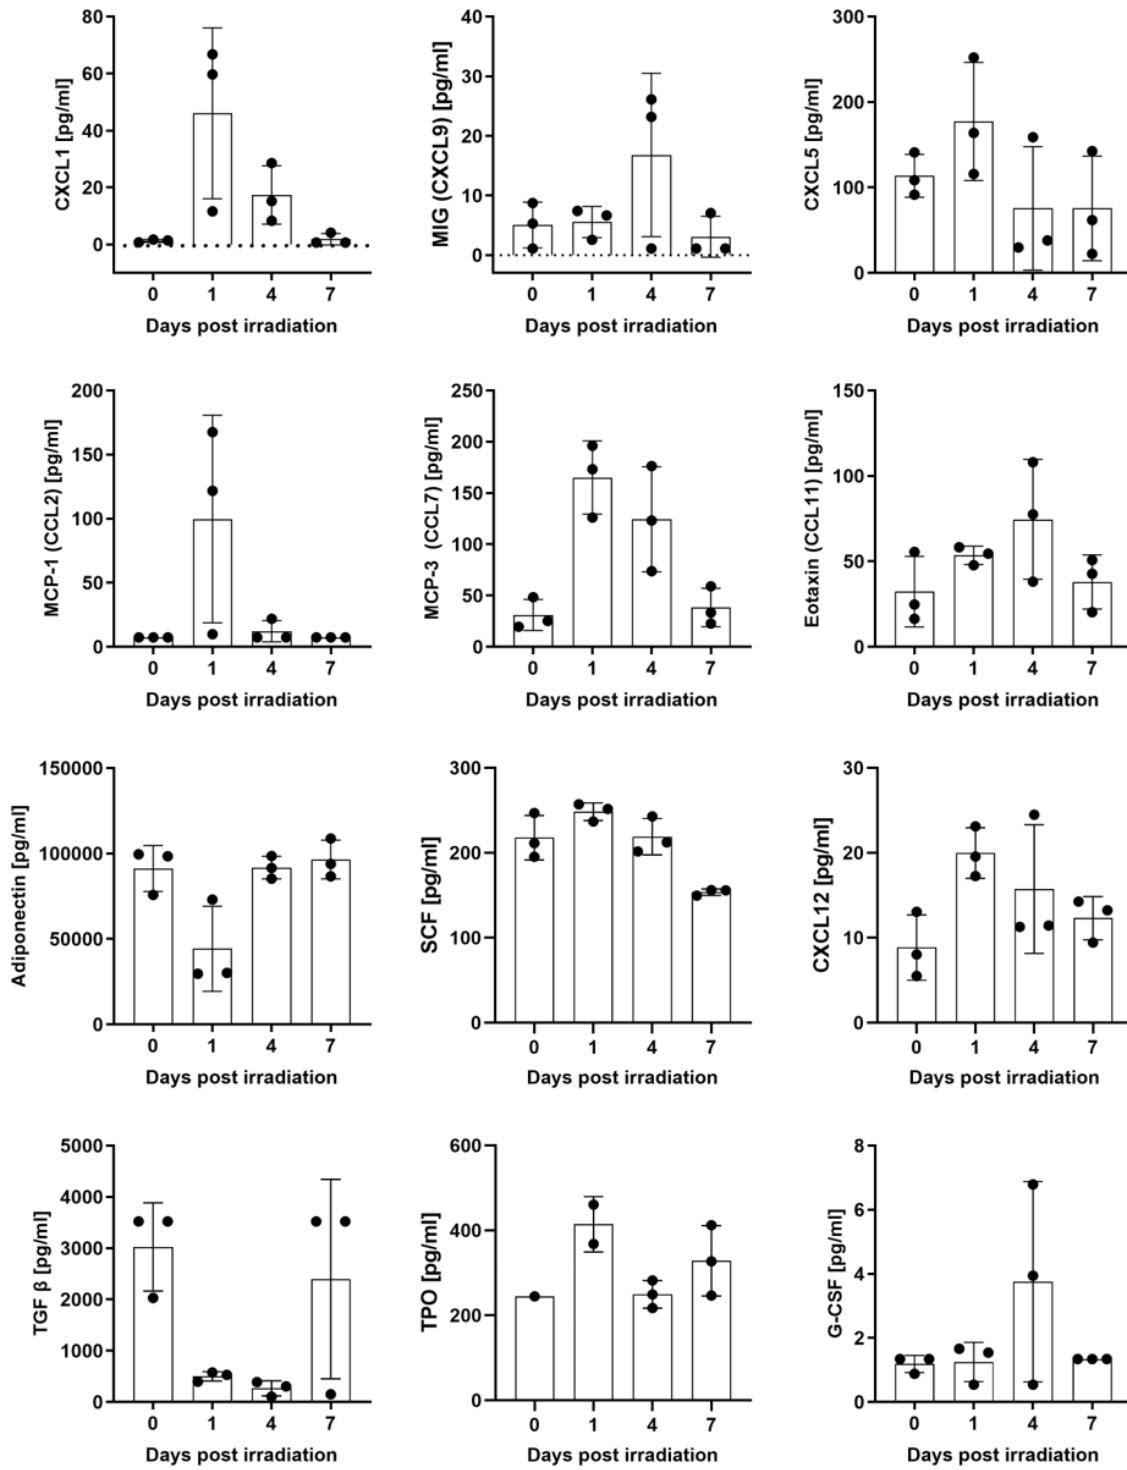 CXCL1 [pg/ml]
80
60
40
20
0
0 1 4 7
Days post irradiation
MIG (CXCL9) [pg/ml]
40
30
20
10
0
0 1 4 7
Days post irradiation
CXCL5 [pg/ml]
300
200
100
0
0 1 4 7
Days post irradiation
MCP-1 (CCL2) [pg/ml]
200
150
100
50
0
0 1 4 7
Days post irradiation
MCP-3 (CCL7) [pg/ml]
250
200
150
100
50
0
0 1 4 7
Days post irradiation
Eotaxin (CCL11) [pg/ml]
150
100
50
0
0 1 4 7
Days post irradiation
Adiponectin [pg/ml]
150000
100000
50000
0
0 1 4 7
Days post irradiation
SCF [pg/ml]
300
200
100
0
0 1 4 7
Days post irradiation
CXCL12 [pg/ml]
30
20
10
0
0 1 4 7
Days post irradiation
TGF β [pg/ml]
5000
4000
3000
2000
1000
0
0 1 4 7
Days post irradiation
TPO [pg/ml]
600
400
200
0
0 1 4 7
Days post irradiation
G-CSF [pg/ml]
8
6
4
2
0
0 1 4 7
Days post irradiation